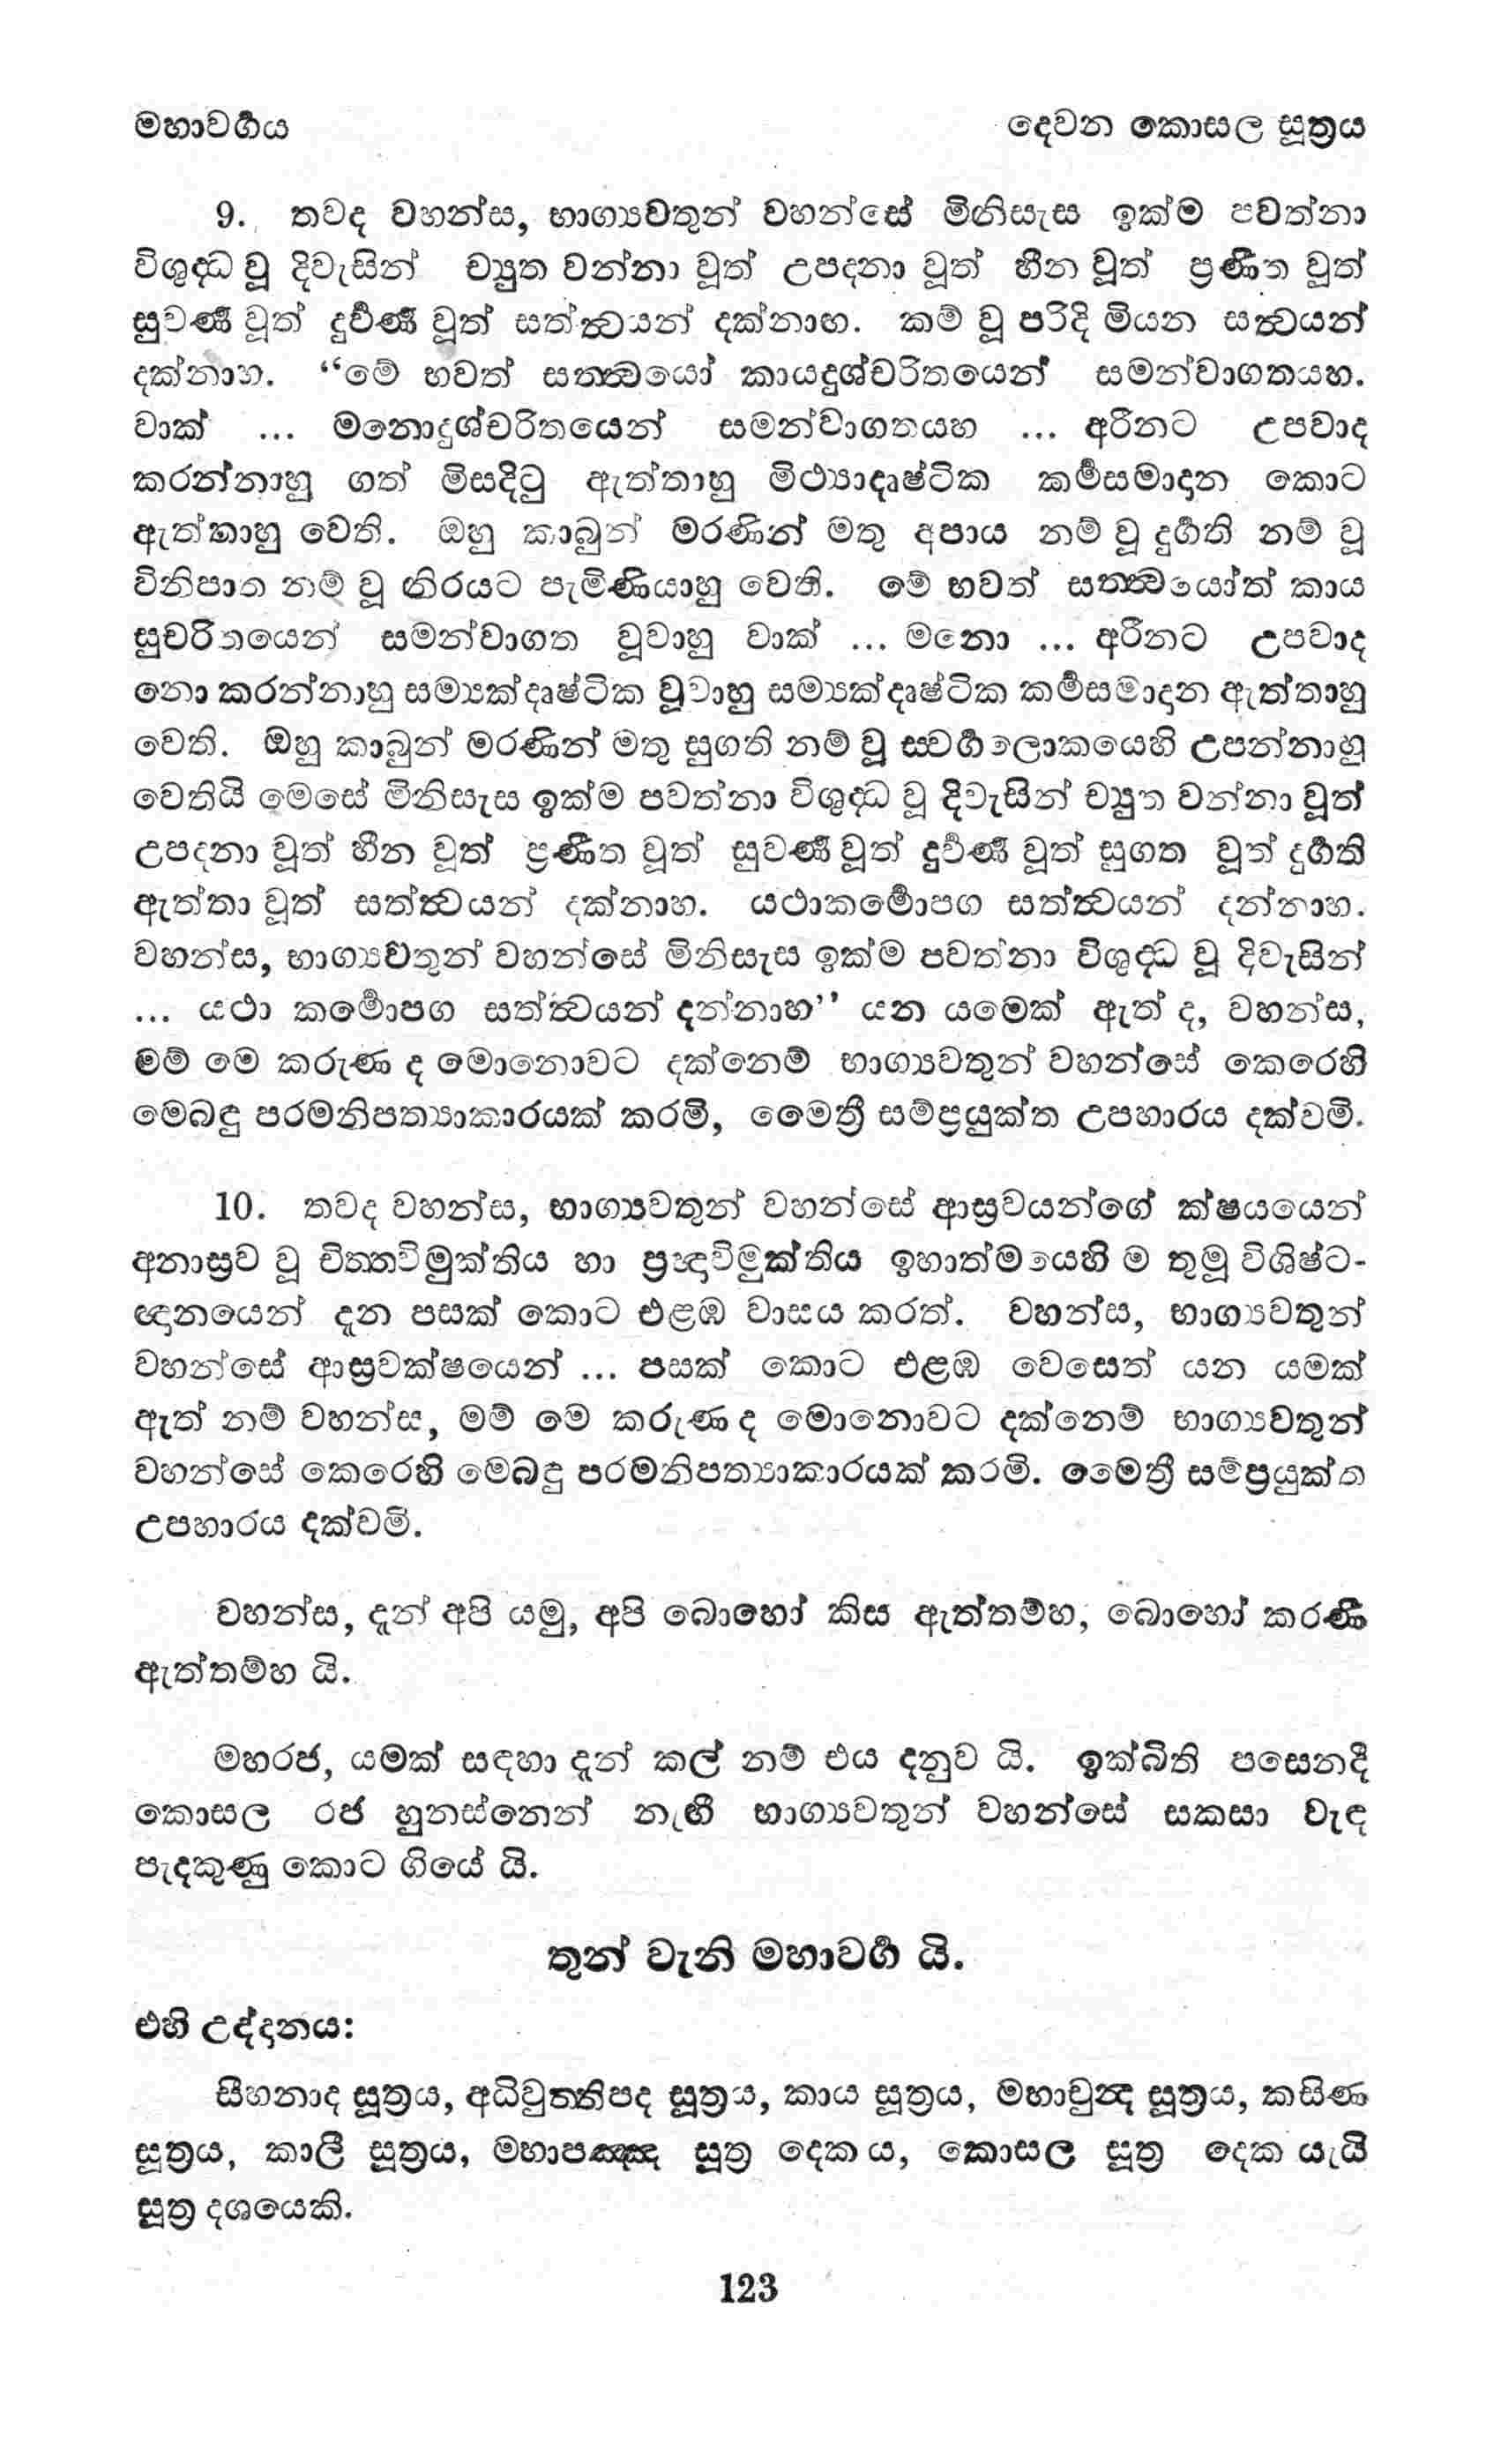 මහාවර්‍ගය
දෙවන කොසල සූත්‍රය
9. තවද වහන්ස, භාග්‍යවතුන් වහන්සේ මිනිසැස ඉක්ම පවත්නා
විශුද්‍ධ වූ දිවැසින් ච්‍යුත වන්නා වූත් උපදනා වූත් හීන වූත් ප්‍රණීත වූත්
සුවර්‍ණ වූත් දුර්‍වර්‍ණ වූත් සත්ත්‍වයන් දක්නාහ. කම් වූ පරිදි මියන සත්‍වයන්
දක්නාහ. “මේ භවත් සත්ත්‍වයෝ කායදුශ්චරිතයෙන් සමන්වාගතයහ.
වාක් ... මනොදුශ්චරිතයෙන් සමන්වාගතයහ ... අරීනට උපවාද
කරන්නාහු ගත් මිසදිටු ඇත්තාහු මිථ්‍යාදෘෂ්ටික කර්‍මසමාදාන කොට
ඇත්තාහු වෙති. ඔහු කාබුන් මරණින් මතු අපාය නම් වූ දුර්‍ගති නම් වූ
විනිපාත නම් වූ නිරයට පැමිණියාහු වෙති. මේ භවත් සත්ත්‍වයෝත් කාය
සුචරිතයෙන් සමන්වාගත වූවාහු වාක් ... මනො ... අරීනට උපවාද
නො කරන්නාහු සම්‍යක්දෘෂ්ටික වූවාහු සම්‍යක්දෘෂ්ටික කර්‍මසමාදාන ඇත්තාහු
වෙති. ඔහු කාබුන් මරණින් මතු සුගති නම් වූ ස්වර්‍ග ලොකයෙහි උපන්නාහු
වෙතියි මෙසේ මිනිසැස ඉක්ම පවත්නා විශුද්‍ධ වූ දිවැසින් ච්‍යුත වන්නා වූත්
උපදනා වූත් හීන වූත් ප්‍රණීත වූත් සුවර්‍ණ වූත් දුර්‍වර්‍ණ වූත් සුගත වූත් දුර්‍ගති
ඇත්තා වූත් සත්ත්‍වයන් දක්නාහ. යථාකර්‍මොපග සත්ත්‍වයන් දන්නාහ.
වහන්ස, භාග්‍යවතුන් වහන්සේ මිනිසැස ඉක්ම පවත්නා විශුද්‍ධ වූ දිවැසින්
... යථා කර්‍මොපග සත්ත්‍වයන් දන්නාහ” යන යමෙක් ඇත් ද, වහන්ස,
මම් මෙ කරුණ ද මොනොවට දක්නෙම් භාග්‍යවතුන් වහන්සේ කෙරෙහි
මෙබඳු පරමනිපත්‍යාකාරයක් කරමි, මෛත්‍රී සම්ප්‍රයුක්ත උපහාරය දක්වමි.
10. තවද වහන්ස, භාග්‍යවතුන් වහන්සේ ආස්‍රවයන්ගේ ක්ෂයයෙන්
අනාස්‍රව වූ චිත්තවිමුක්තිය හා ප්‍රඥාවිමුක්තිය ඉහාත්මයෙහි ම තුමූ විශිෂ්ට-
ඥානයෙන් දැන පසක් කොට එළඹ වාසය කරත්. වහන්ස, භාග්‍යවතුන්
වහන්සේ ආස්‍රවක්ෂයෙන් ... පසක් කොට එළඹ වෙසෙත් යන යමක්
ඇත් නම් වහන්ස, මම් මෙ කරුණ ද මොනොවට දක්නෙම් භාග්‍යවතුන්
වහන්සේ කෙරෙහි මෙබඳු පරමනිපත්‍යාකාරයක් කරමි. මෛත්‍රී සම්ප්‍රයුක්ත
උපහාරය දක්වමි.
වහන්ස, දැන් අපි යමු, අපි බොහෝ කිස ඇත්තම්හ, බොහෝ කරණී
ඇත්තම්හ යි.
මහරජ, යමක් සඳහා දැන් කල් නම් එය දනුව යි. ඉක්බිති පසෙනදි
කොසල රජ හුනස්නෙන් නැඟී භාග්‍යවතුන් වහන්සේ සකසා වැඳ
පැදකුණු කොට ගියේ යි.
තුන් වැනි මහාවර්‍ග යි.
එහි උද්දානය:
සීහනාද සූත්‍රය, අධිවුත්තිපද සූත්‍රය, කාය සූත්‍රය, මහාචුන්‍ද සූත්‍රය, කසිණ
සූත්‍රය, කාලී සූත්‍රය, මහාපඤ්හ සූත්‍ර දෙකය, කොසල සූත්‍ර දෙක යැයි
සූත්‍ර දශයෙකි.
123